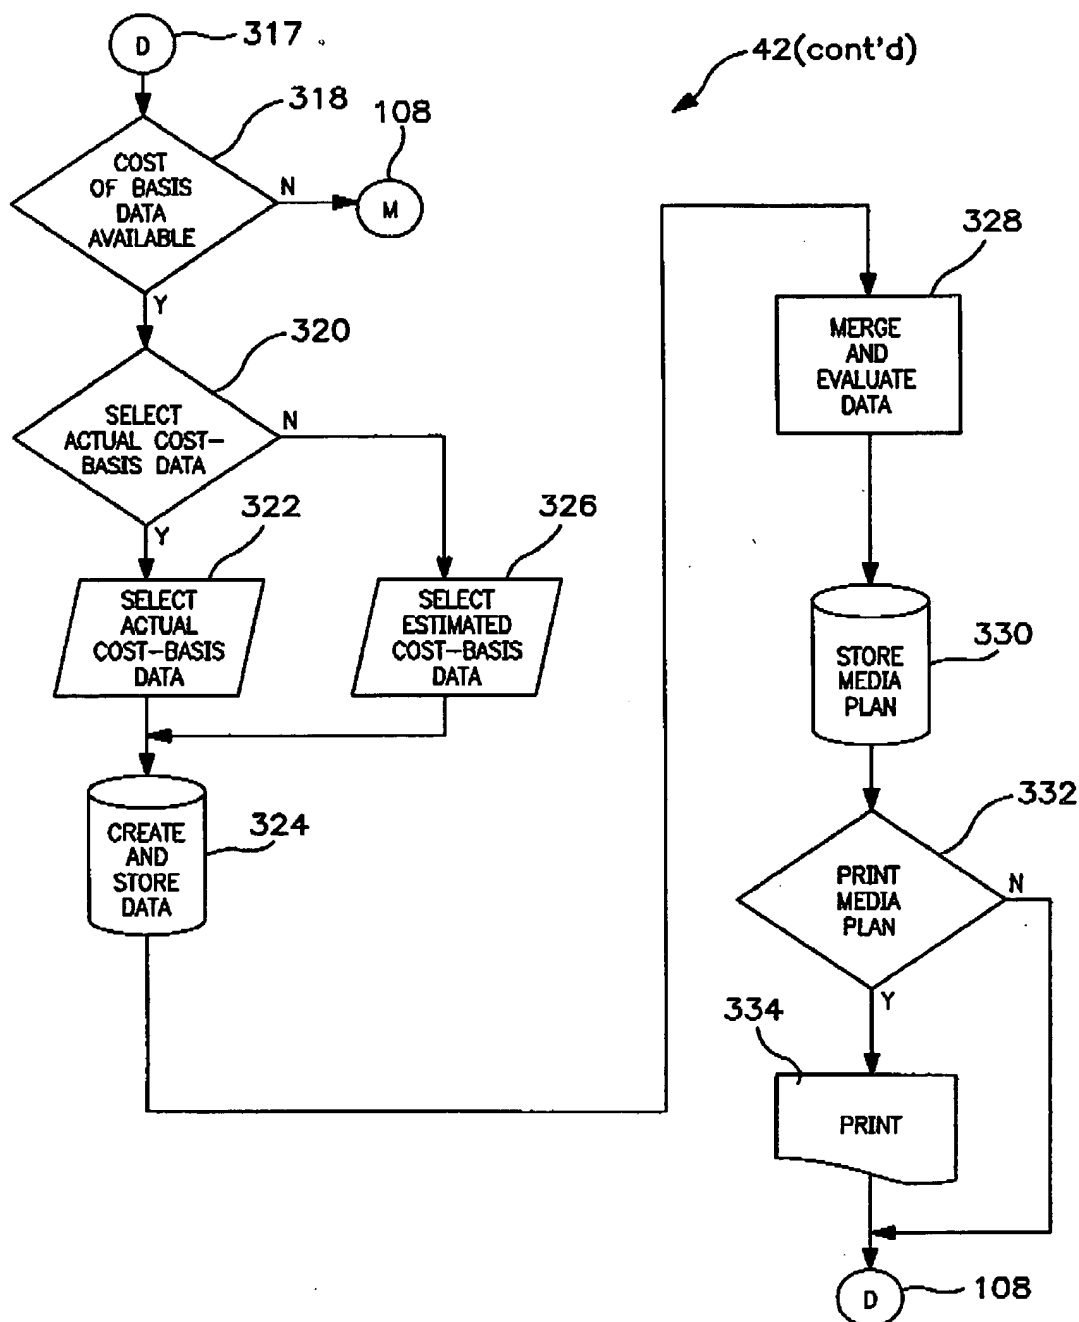 D
317
42(cont'd)
318
108
COST
OF BASIS
DATA
AVAILABLE
N
M
Y
328
MERGE
AND
EVALUATE
DATA
320
SELECT
ACTUAL COST-
BASIS DATA
N
Y
322
326
SELECT
ACTUAL
COST-BASIS
DATA
SELECT
ESTIMATED
COST-BASIS
DATA
330
STORE
MEDIA
PLAN
324
CREATE
AND
STORE
DATA
332
PRINT
MEDIA
PLAN
N
Y
334
PRINT
D
108